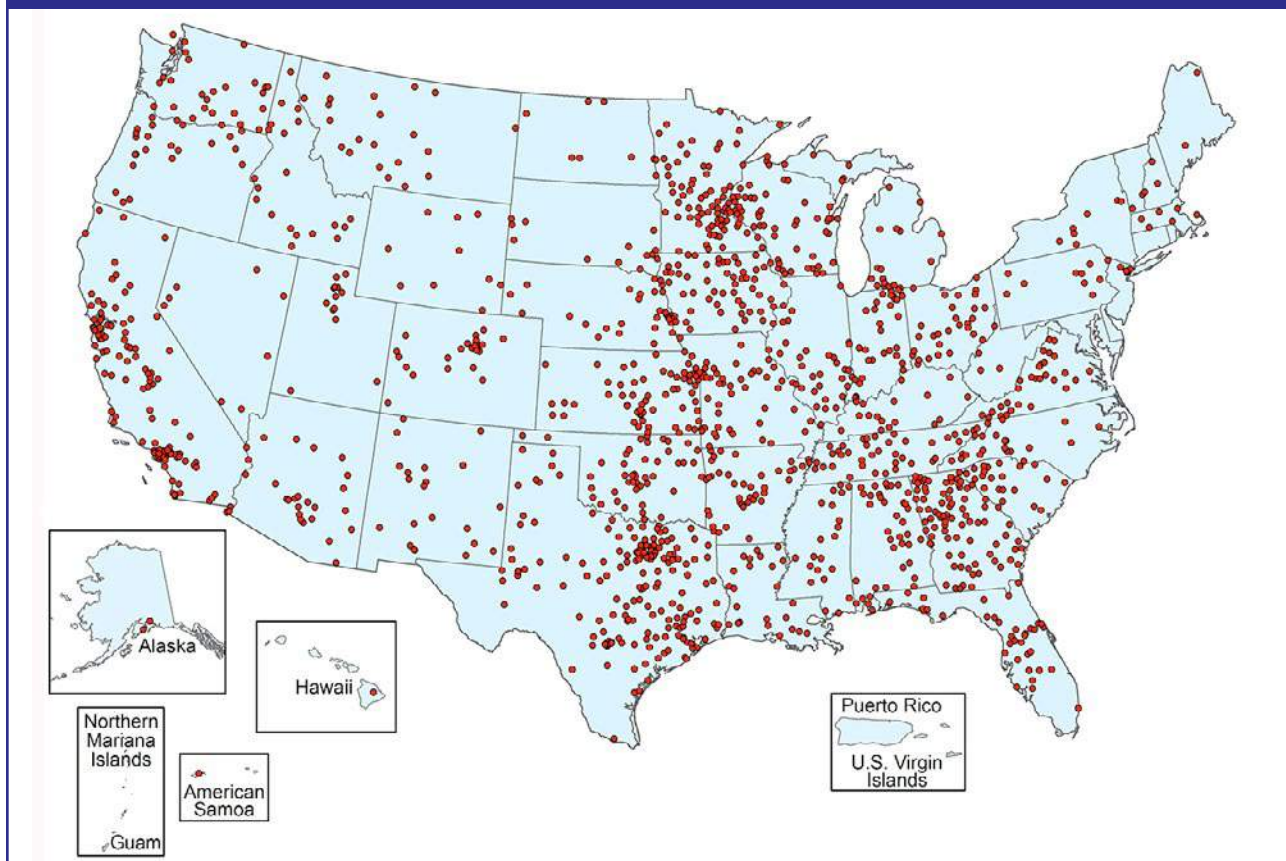 Alaska
Hawaii
Northern
Mariana
Islands
Guam
American
Samoa
Puerto Rico
U.S. Virgin
Islands